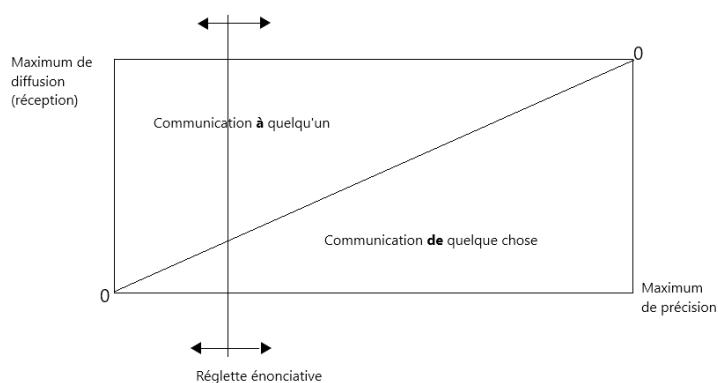 0
Maximum de
diffusion
(réception)
Communication à quelqu'un
Communication de quelque chose
0
Maximum
de précision
Réglette énonciative